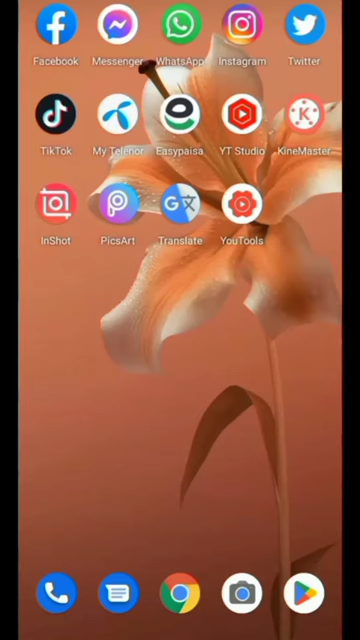 Facebook Messenger WhatsApp Instagram Twitter
TikTok My Telenor Easypaisa YT Studio KineMaster
InShot PicsArt Translate YouTools